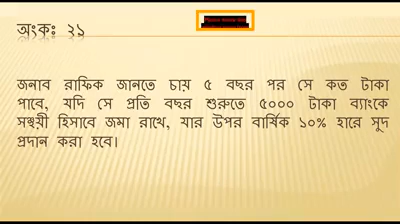 অংকঃ ২১
জনাব রাফিক জানতে চায় ৫ বছর পর সে কত টাকা
পাবে, যদি সে প্রতি বছর শুরুতে ৫০০০ টাকা ব্যাংকে
সঞ্চয়ী হিসাবে জমা রাখে, যার উপর বার্ষিক ১০% হারে সুদ
প্রদান করা হবে।